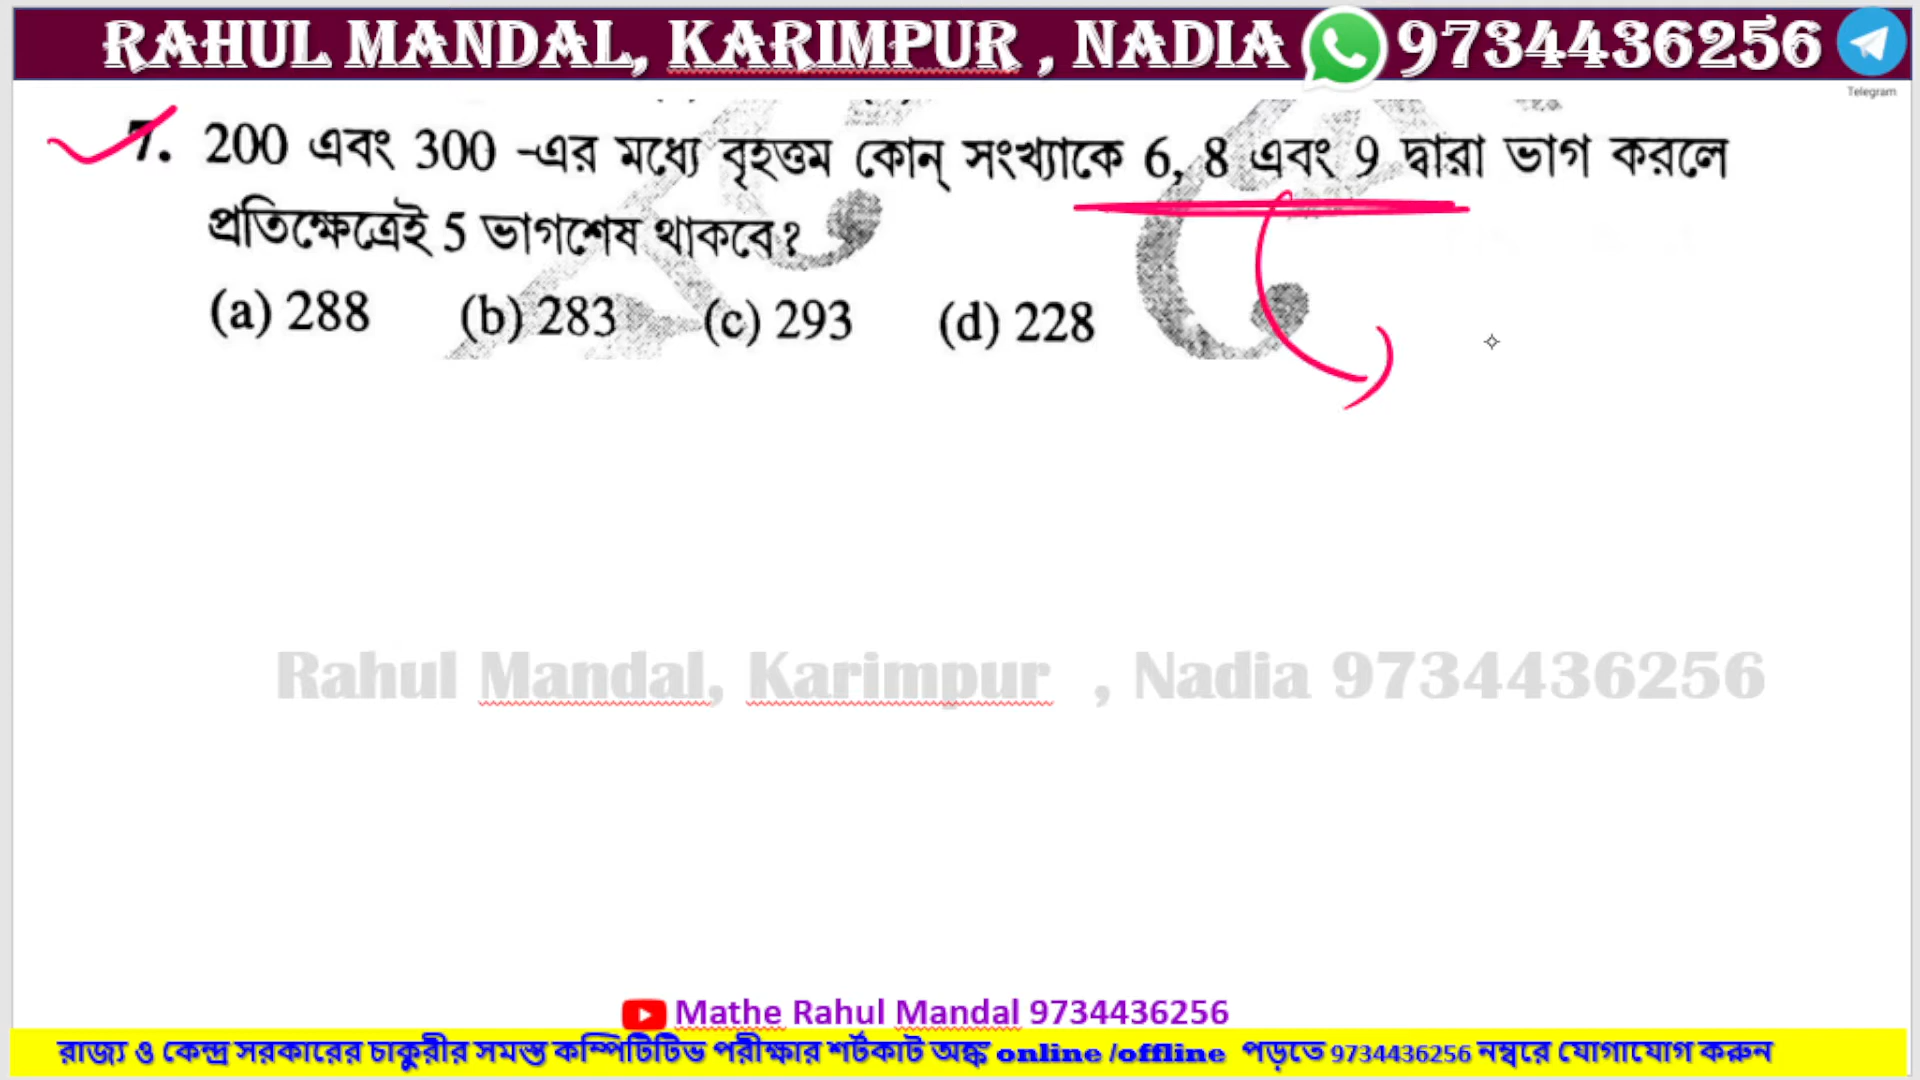 RAHUL MANDAL, KARIMPUR , NADIA 9734436256
Telegram
7. 200 এবং 300 -এর মধ্যে বৃহত্তম কোন্ সংখ্যাকে 6, 8 এবং 9 দ্বারা ভাগ করলে
প্রতিক্ষেত্রেই 5 ভাগশেষ থাকবে?
(a) 288 (b) 283 (c) 293 (d) 228
Rahul Mandal, Karimpur , Nadia 9734436256
Mathe Rahul Mandal 9734436256
রাজ্য ও কেন্দ্র সরকারের চাকুরীর সমস্ত কম্পিটিটিভ পরীক্ষার শর্টকাট অঙ্ক online /offline পড়তে 9734436256 নম্বরে যোগাযোগ করুন